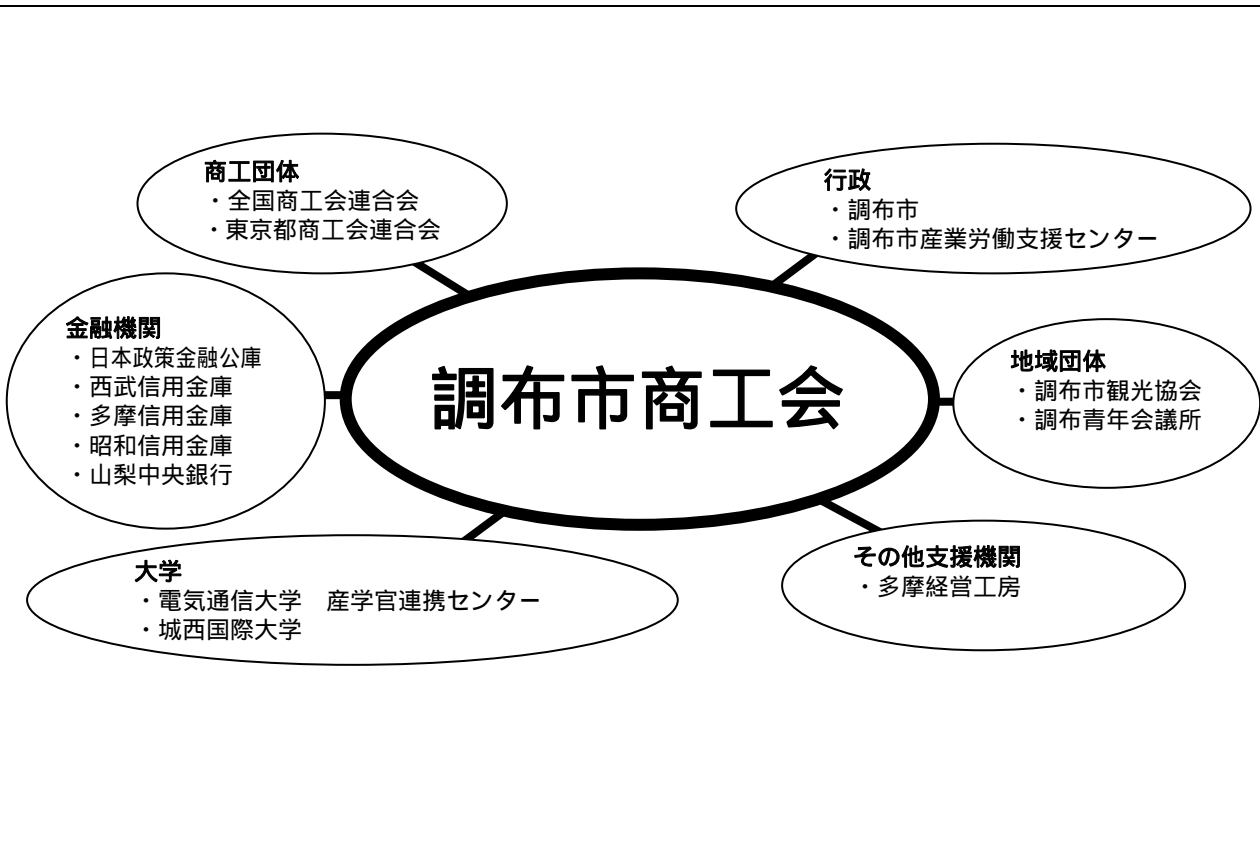 商工団体
・全国商工会連合会
・東京都商工会連合会
行政
・調布市
・調布市産業労働支援センター
金融機関
・日本政策金融公庫
・西武信用金庫
・多摩信用金庫
・昭和信用金庫
・山梨中央銀行
調布市商工会
地域団体
・調布市観光協会
・調布青年会議所
大学
・電気通信大学　産学官連携センター
・城西国際大学
その他支援機関
・多摩経営工房